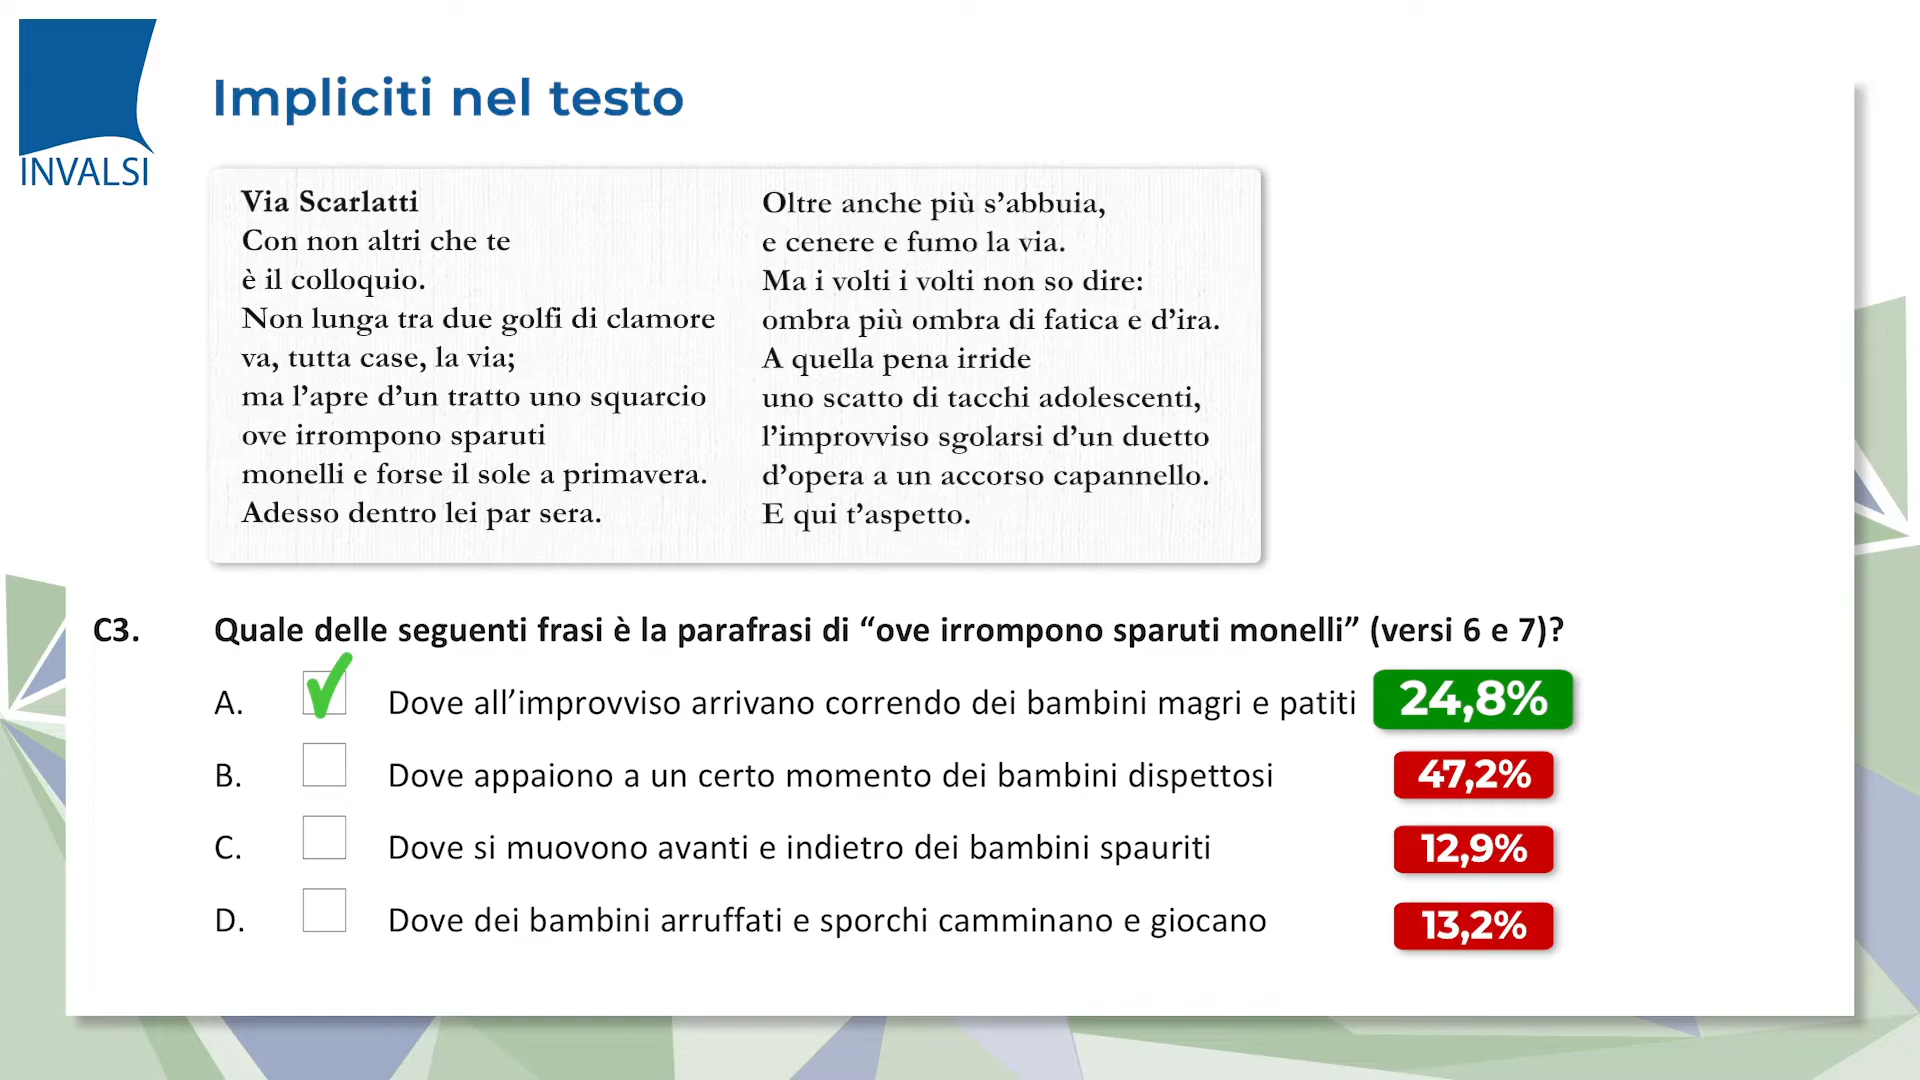 INVALSI
Impliciti nel testo
Via Scarlatti
Con non altri che te
è il colloquio.
Non lunga tra due golfi di clamore
va, tutta case, la via;
ma l’apre d’un tratto uno squarcio
ove irrompono sparuti
monelli e forse il sole a primavera.
Adesso dentro lei par sera.
Oltre anche più s’abbuia,
e cenere e fumo la via.
Ma i volti i volti non so dire:
ombra più ombra di fatica e d’ira.
A quella pena irride
uno scatto di tacchi adolescenti,
l’improvviso sgolarsi d’un duetto
d’opera a un accorso capannello.
E qui t’aspetto.
C3. Quale delle seguenti frasi è la parafrasi di “ove irrompono sparuti monelli” (versi 6 e 7)?
A. Dove all’improvviso arrivano correndo dei bambini magri e patiti 24,8%
B. Dove appaiono a un certo momento dei bambini dispettosi 47,2%
C. Dove si muovono avanti e indietro dei bambini spauriti 12,9%
D. Dove dei bambini arruffati e sporchi camminano e giocano 13,2%